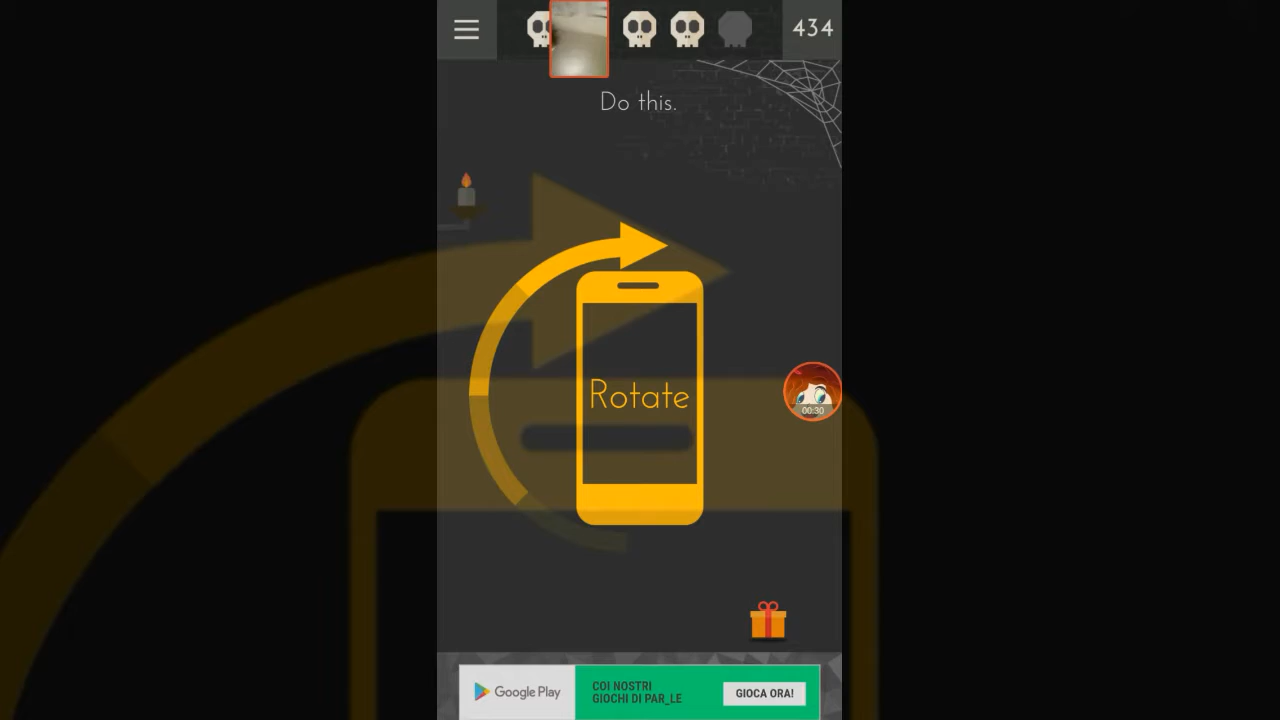 434
Do this.
Rotate
00:30
Google Play
COI NOSTRI
GIOCHI DI PAR_LE
GIOCA ORA!